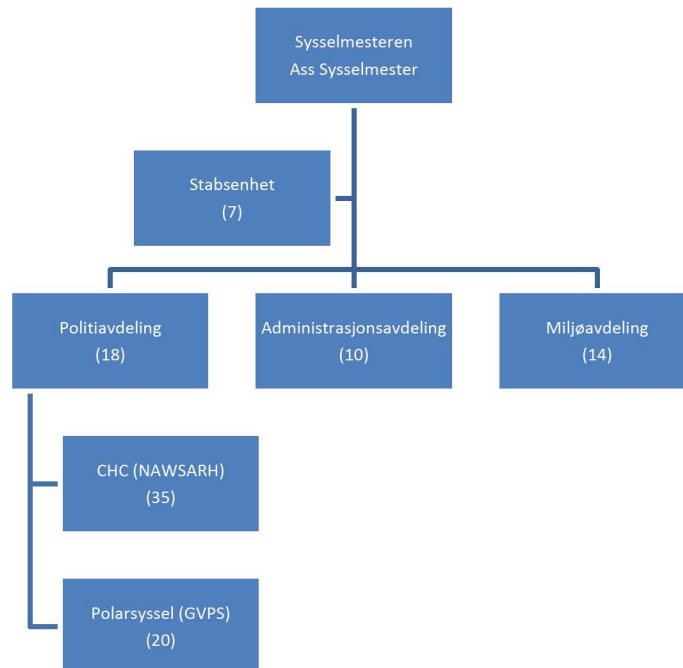 Sysselmesteren
Ass Sysselmester
Stabsenhet
(7)
Politiavdeling
(18)
Administrasjonsavdeling
(10)
Miljøavdeling
(14)
CHC (NAWSARH)
(35)
Polarsyssel (GVPS)
(20)